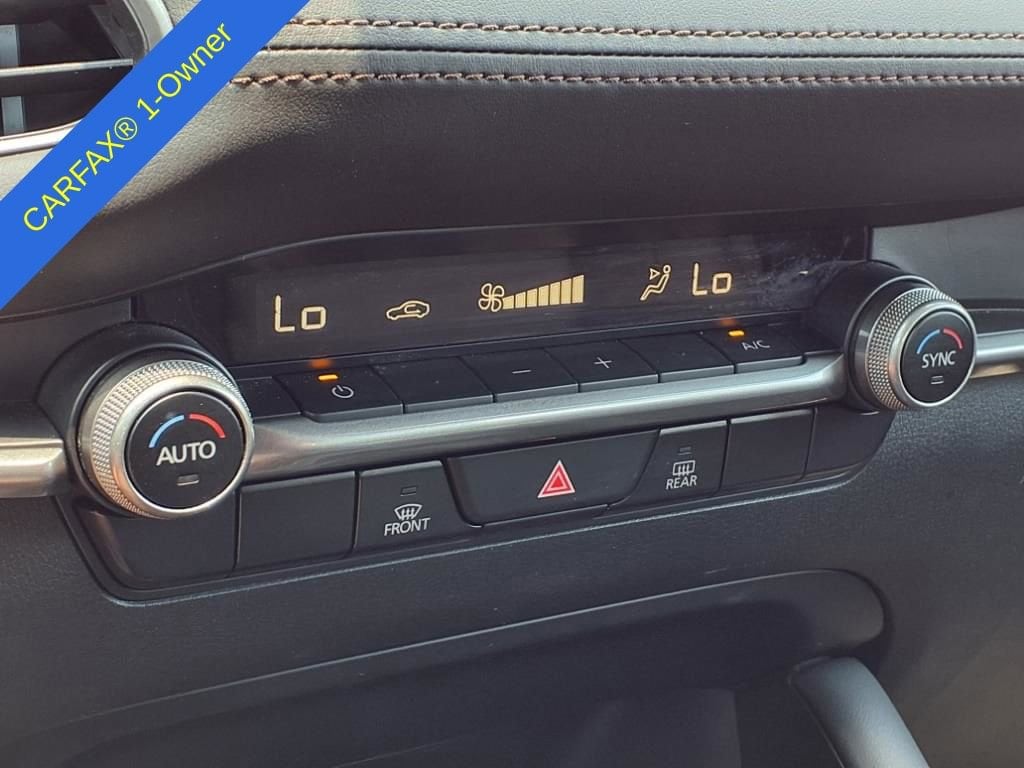 CARFAX® 1-Owner
Lo Lo
− + A/C
AUTO SYNC
FRONT REAR